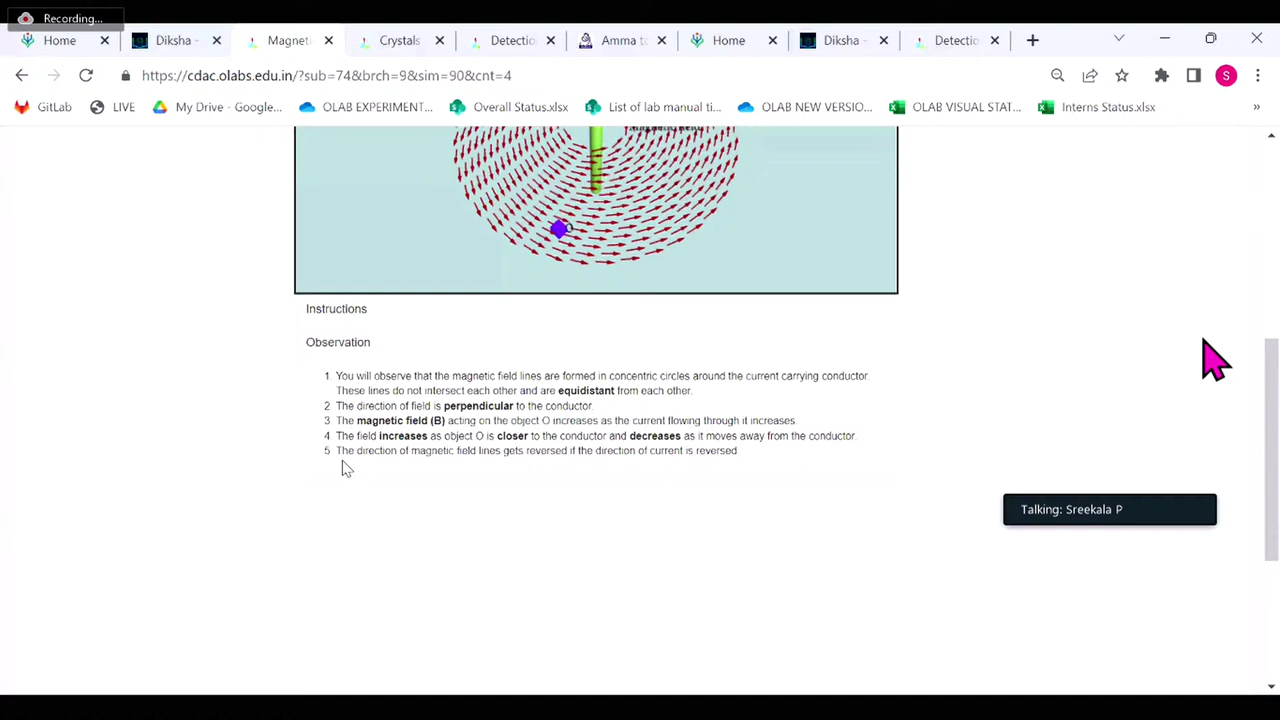 Recording...
Home
Diksha -
Magneti
Crystals
Detectio
Amma to
Home
Diksha -
Detectio
https://cdac.olabs.edu.in/?sub=74&brch=9&sim=90&cnt=4
S
GitLab
LIVE
My Drive - Google...
OLAB EXPERIMENT...
Overall Status.xlsx
List of lab manual ti...
OLAB NEW VERSIO...
OLAB VISUAL STAT...
Interns Status.xlsx
»
O
Instructions
Observation
1. You will observe that the magnetic field lines are formed in concentric circles around the current carrying conductor.
These lines do not intersect each other and are equidistant from each other.
2. The direction of field is perpendicular to the conductor.
3. The magnetic field (B) acting on the object O increases as the current flowing through it increases.
4. The field increases as object O is closer to the conductor and decreases as it moves away from the conductor.
5. The direction of magnetic field lines gets reversed if the direction of current is reversed.
Talking: Sreekala P